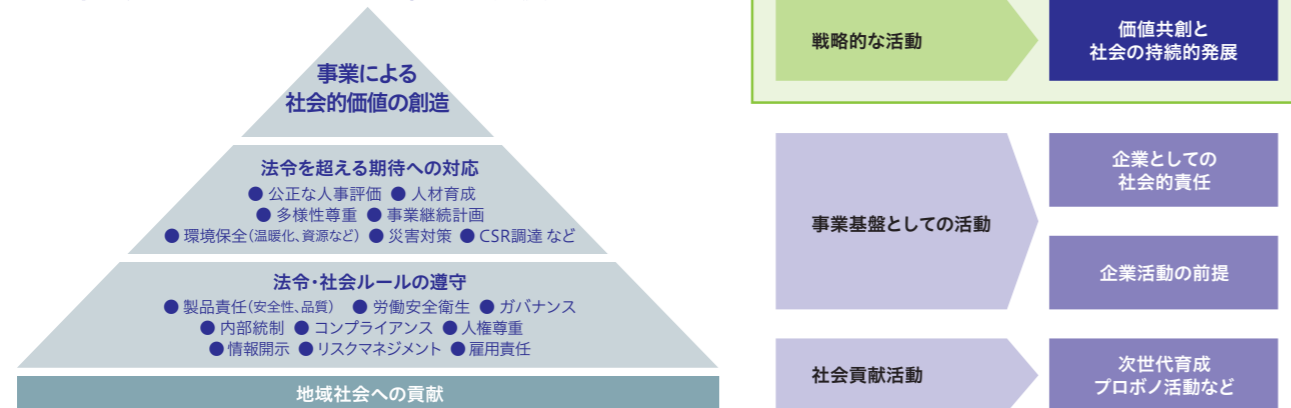 事業による
社会的価値の創造
法令を超える期待への対応
● 公正な人事評価 ● 人材育成
● 多様性尊重 ● 事業継続計画
● 環境保全(温暖化、資源など) ● 災害対策 ● CSR調達 など
法令・社会ルールの遵守
● 製品責任(安全性、品質) ● 労働安全衛生 ● ガバナンス
● 内部統制 ● コンプライアンス ● 人権尊重
● 情報開示 ● リスクマネジメント ● 雇用責任
地域社会への貢献
戦略的な活動
価値共創と
社会の持続的発展
事業基盤としての活動
企業としての
社会的責任
企業活動の前提
社会貢献活動
次世代育成
プロボノ活動など